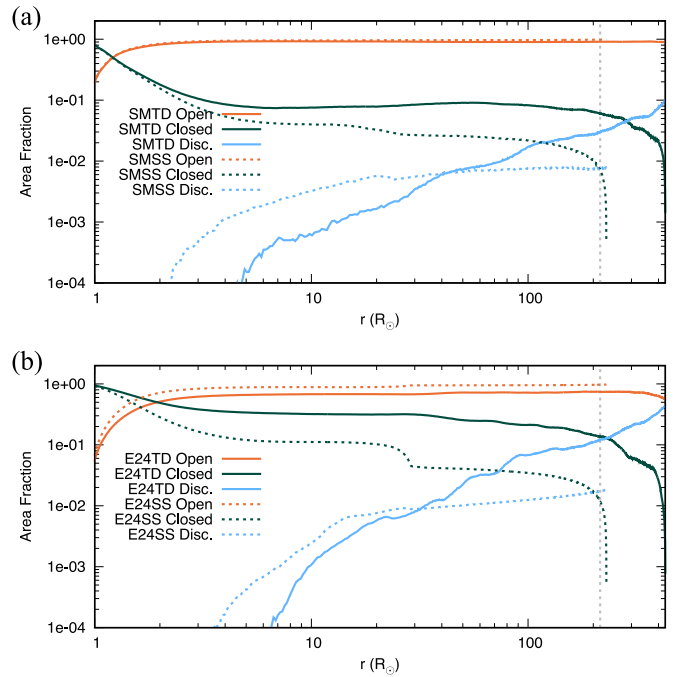 (a)
1e+00
1e-01
1e-02
1e-03
1e-04
Area Fraction
SMTD Open
SMTD Closed
SMTD Disc.
SMSS Open
SMSS Closed
SMSS Disc.
1
10
100
r (R☉)
(b)
1e+00
1e-01
1e-02
1e-03
1e-04
Area Fraction
E24TD Open
E24TD Closed
E24TD Disc.
E24SS Open
E24SS Closed
E24SS Disc.
1
10
100
r (R☉)